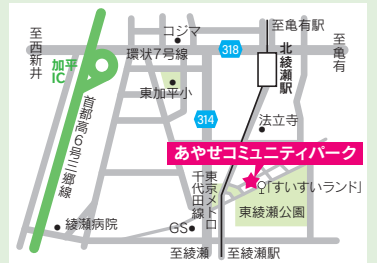 至西新井
加平
IC
コジマ
環状7号線
318
至亀有駅
北綾瀬駅
至亀有
東加平小
314
法立寺
首都高6号三郷線
あやせコミュニティパーク
「すいすいランド」
東綾瀬公園
東京メトロ
千代田線
綾瀬病院
GS
至綾瀬
至綾瀬駅